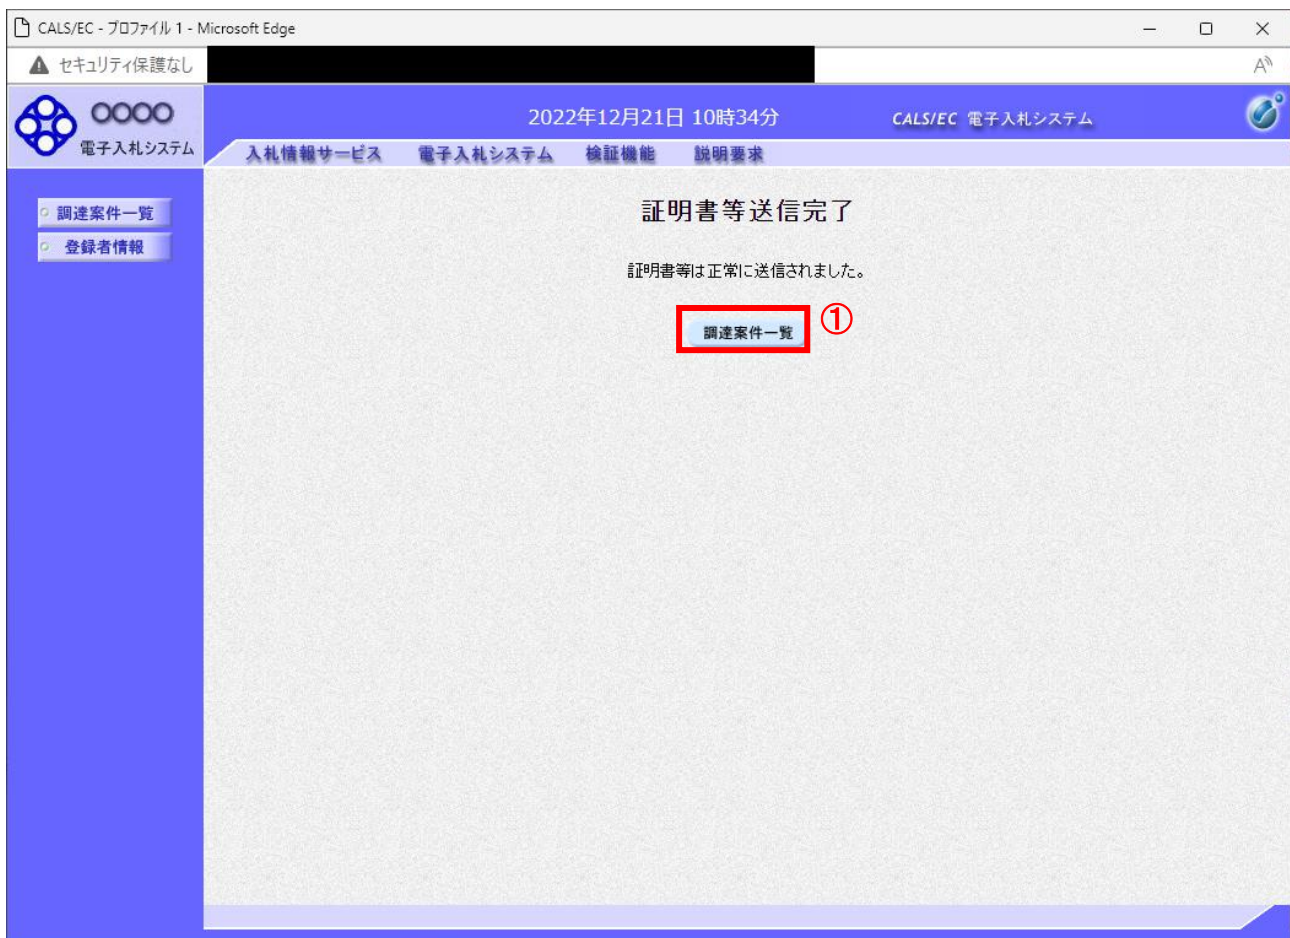 CALS/EC - プロファイル 1 - Microsoft Edge
セキュリティ保護なし
OOOO
電子入札システム
2022年12月21日 10時34分
CALS/EC 電子入札システム
入札情報サービス 電子入札システム 検証機能 説明要求
調達案件一覧
登録者情報
証明書等送信完了
証明書等は正常に送信されました。
調達案件一覧 ①